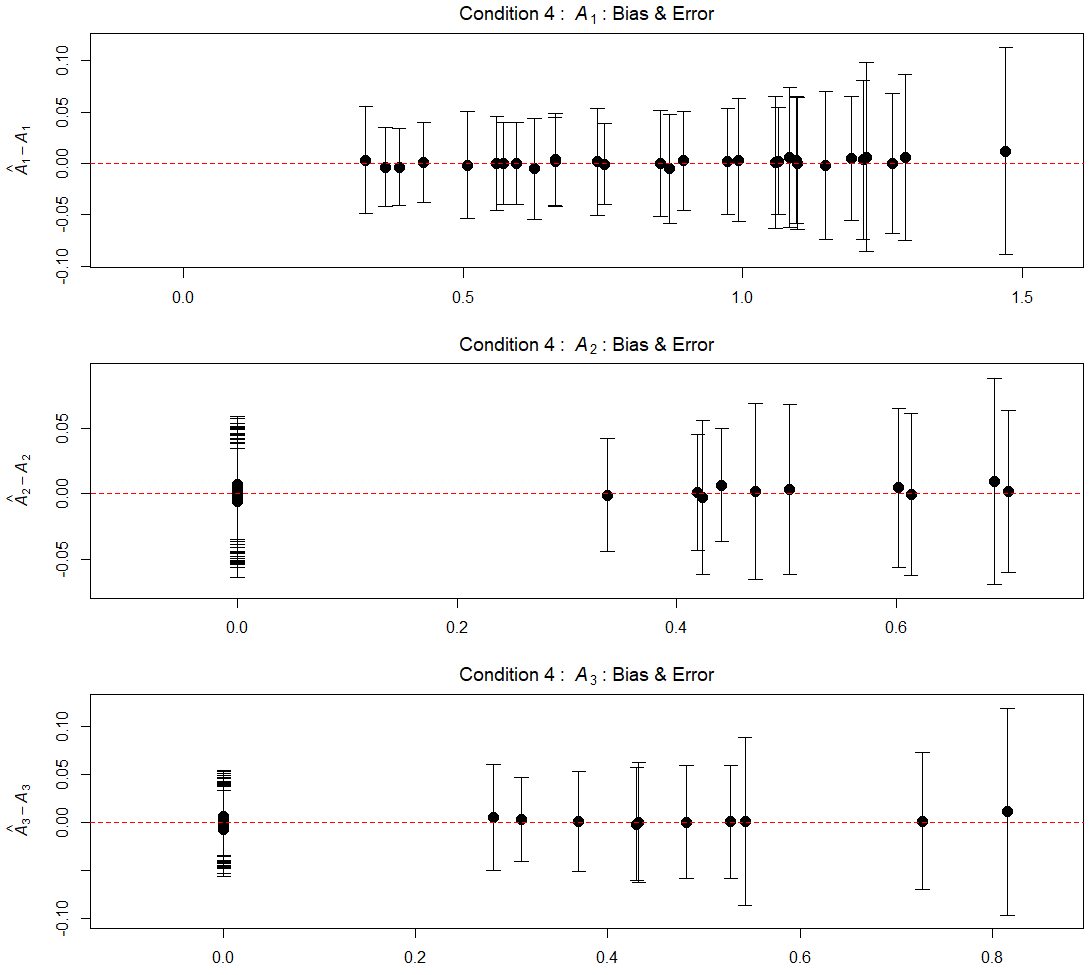 Condition 4 : A₁ : Bias & Error
Â₁ − A₁
0.10
0.05
0.00
-0.05
-0.10
0.0 0.5 1.0 1.5
Condition 4 : A₂ : Bias & Error
Â₂ − A₂
0.05
0.00
-0.05
0.0 0.2 0.4 0.6
Condition 4 : A₃ : Bias & Error
Â₃ − A₃
0.10
0.05
0.00
-0.10
0.0 0.2 0.4 0.6 0.8